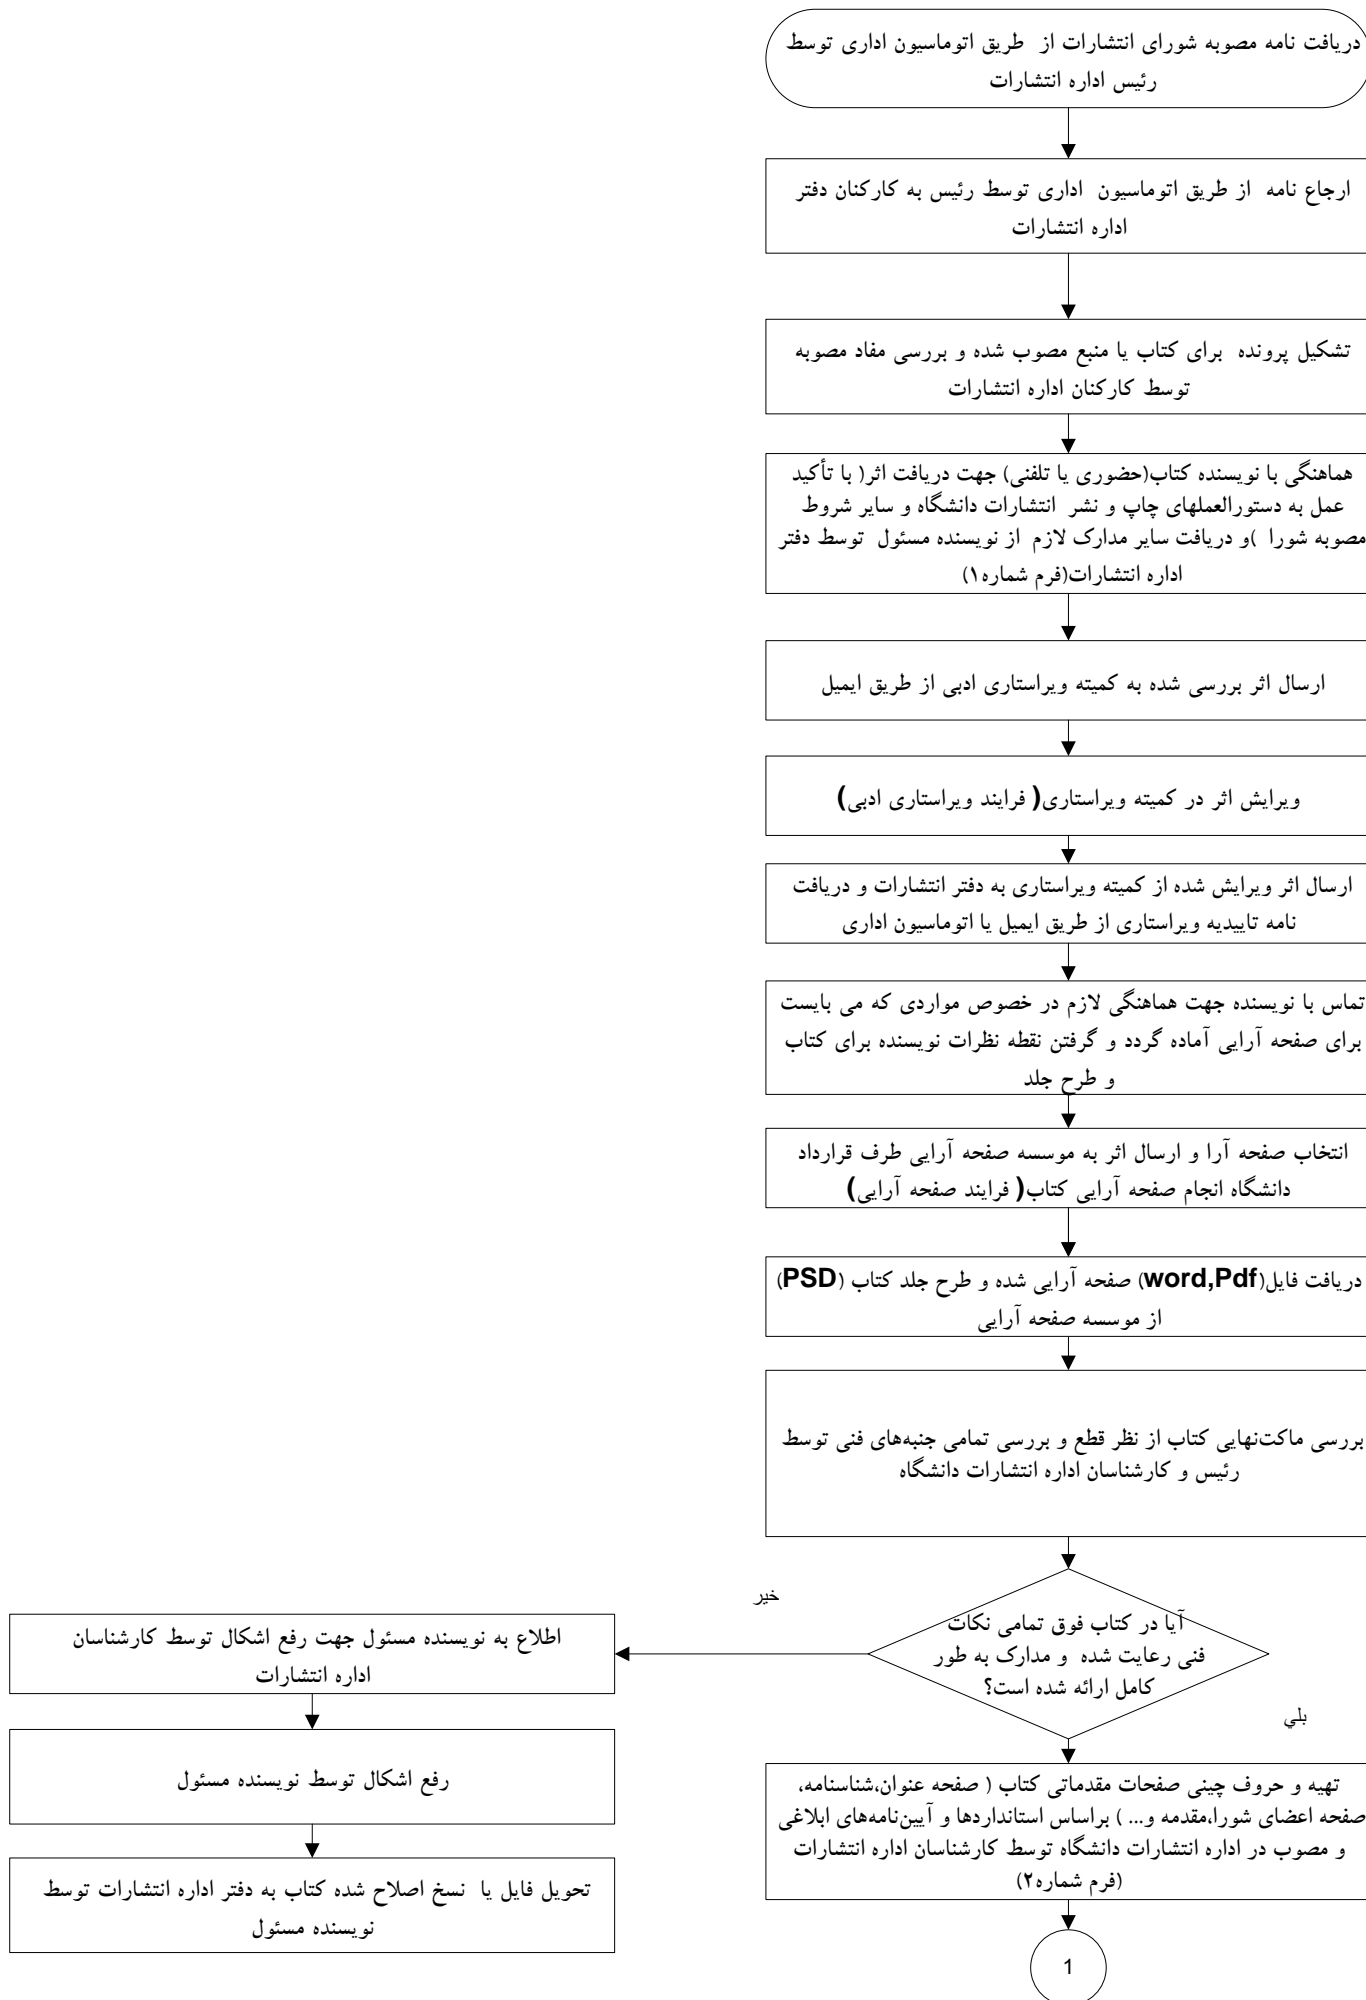 دریافت نامه مصوبه شورای انتشارات از طریق اتوماسیون اداری توسط
رئیس اداره انتشارات
ارجاع نامه از طریق اتوماسیون اداری توسط رئیس به کارکنان دفتر
اداره انتشارات
تشکیل پرونده برای کتاب یا منبع مصوب شده و بررسی مفاد مصوبه
توسط کارکنان اداره انتشارات
هماهنگی با نویسنده کتاب(حضوری یا تلفنی) جهت دریافت اثر( با تأکید
عمل به دستورالعملهای چاپ و نشر انتشارات دانشگاه و سایر شروط
مصوبه شورا )و دریافت سایر مدارک لازم از نویسنده مسئول توسط دفتر
اداره انتشارات(فرم شماره۱)
ارسال اثر بررسی شده به کمیته ویراستاری ادبی از طریق ایمیل
ویرایش اثر در کمیته ویراستاری( فرایند ویراستاری ادبی)
ارسال اثر ویرایش شده از کمیته ویراستاری به دفتر انتشارات و دریافت
نامه تاییدیه ویراستاری از طریق ایمیل یا اتوماسیون اداری
تماس با نویسنده جهت هماهنگی لازم در خصوص مواردی که می بایست
برای صفحه آرایی آماده گردد و گرفتن نقطه نظرات نویسنده برای کتاب
و طرح جلد
انتخاب صفحه آرا و ارسال اثر به موسسه صفحه آرایی طرف قرارداد
دانشگاه انجام صفحه آرایی کتاب( فرایند صفحه آرایی)
دریافت فایل(word,Pdf) صفحه آرایی شده و طرح جلد کتاب (PSD)
از موسسه صفحه آرایی
بررسی ماکت‌نهایی کتاب از نظر قطع و بررسی تمامی جنبه‌های فنی توسط
رئیس و کارشناسان اداره انتشارات دانشگاه
آیا در کتاب فوق تمامی نکات
فنی رعایت شده و مدارک به طور
کامل ارائه شده است؟
خیر
بلي
اطلاع به نویسنده مسئول جهت رفع اشکال توسط کارشناسان
اداره انتشارات
رفع اشکال توسط نویسنده مسئول
تحویل فایل یا نسخ اصلاح شده کتاب به دفتر اداره انتشارات توسط
نویسنده مسئول
تهیه و حروف چینی صفحات مقدماتی کتاب ( صفحه عنوان،شناسنامه،
صفحه اعضای شورا،مقدمه و... ) براساس استانداردها و آیین‌نامه‌های ابلاغی
و مصوب در اداره انتشارات دانشگاه توسط کارشناسان اداره انتشارات
(فرم شماره۲)
1